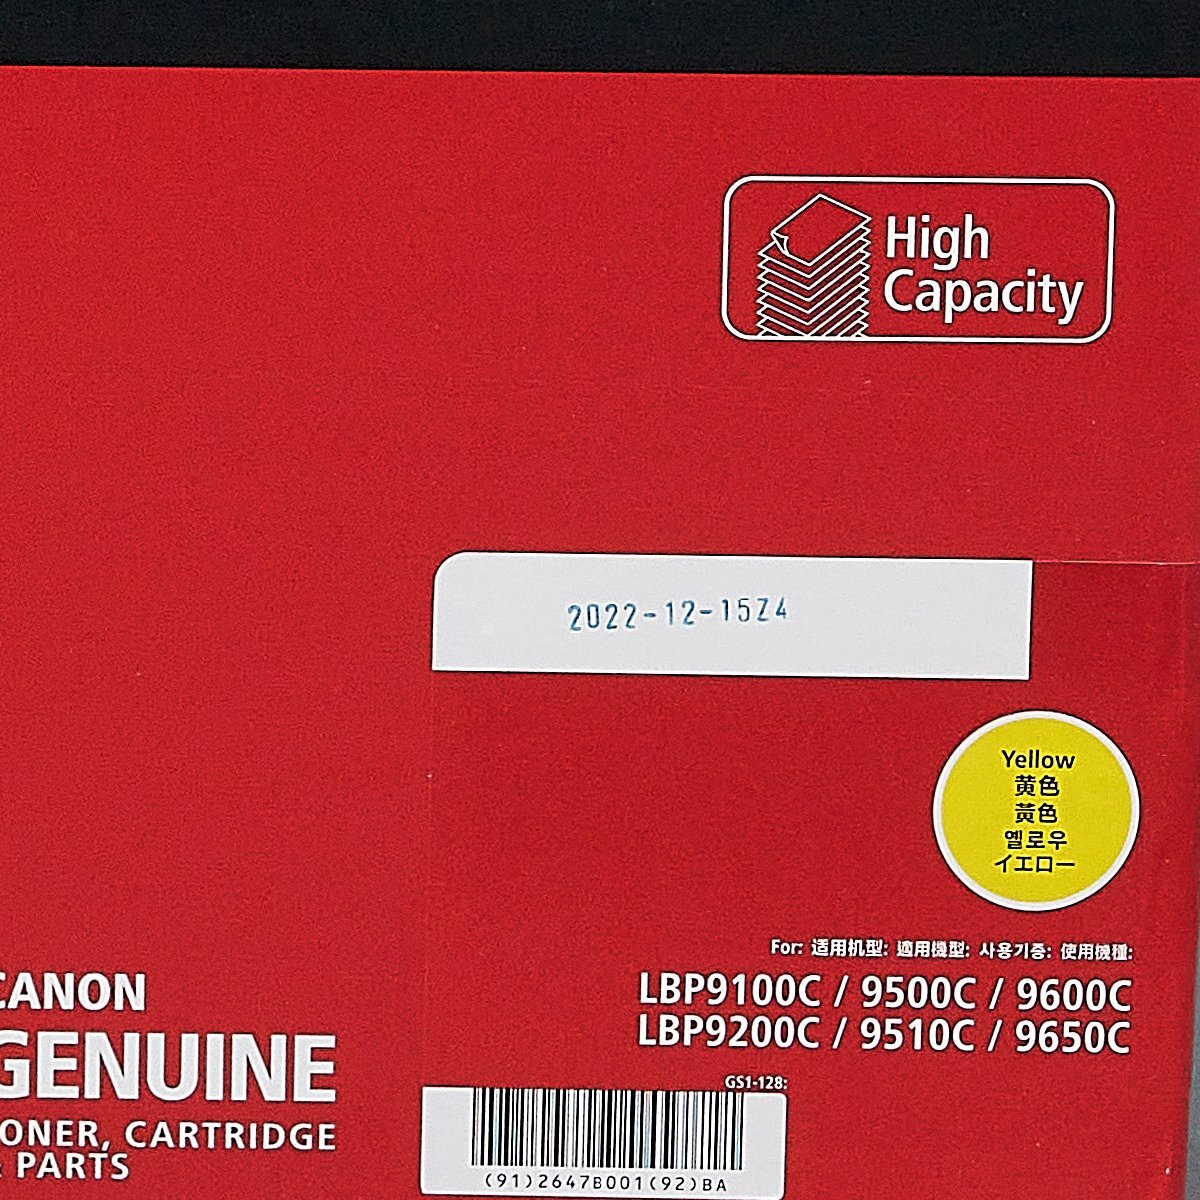 High
Capacity
2022-12-15Z4
Yellow
黄色
黃色
옐로우
イエロー
For: 适用机型: 適用機型: 사용기종: 使用機種:
LBP9100C / 9500C / 9600C
LBP9200C / 9510C / 9650C
CANON
GENUINE
ONER, CARTRIDGE
& PARTS
GS1-128:
(91)2647B001(92)BA